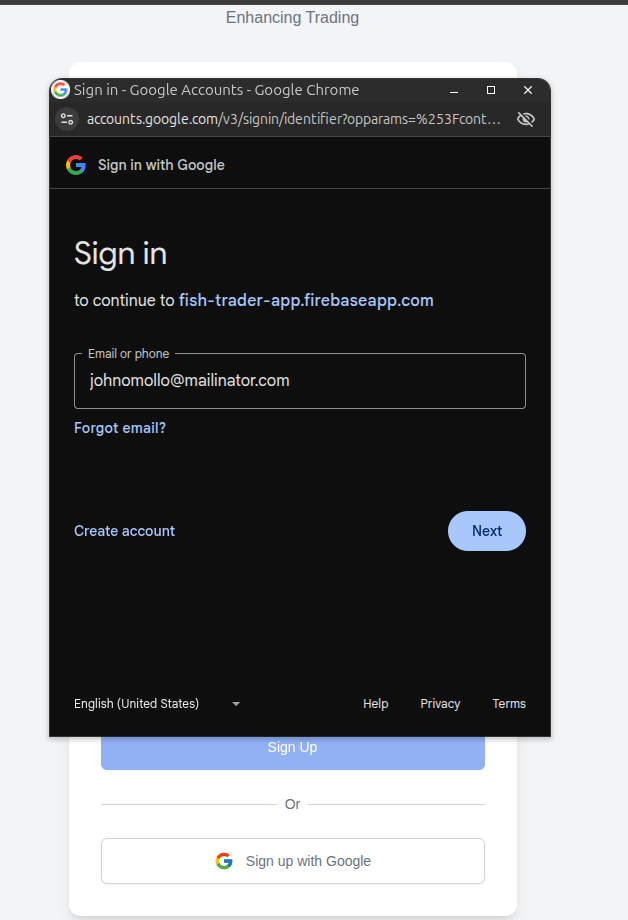 Enhancing Trading
Sign in - Google Accounts - Google Chrome
accounts.google.com/v3/signin/identifier?opparams=%253Fcont...
Sign in with Google
Sign in
to continue to fish-trader-app.firebaseapp.com
Email or phone
johnomollo@mailinator.com
Forgot email?
Create account
Next
English (United States)
Help
Privacy
Terms
Sign Up
Or
Sign up with Google